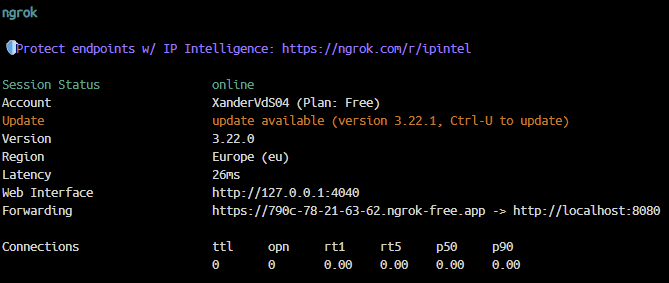 ngrok
Protect endpoints w/ IP Intelligence: https://ngrok.com/r/ipintel
Session Status online
Account XanderVdS04 (Plan: Free)
Update update available (version 3.22.1, Ctrl-U to update)
Version 3.22.0
Region Europe (eu)
Latency 26ms
Web Interface http://127.0.0.1:4040
Forwarding https://790c-78-21-63-62.ngrok-free.app -> http://localhost:8080
Connections ttl opn rt1 rt5 p50 p90
0 0 0.00 0.00 0.00 0.00